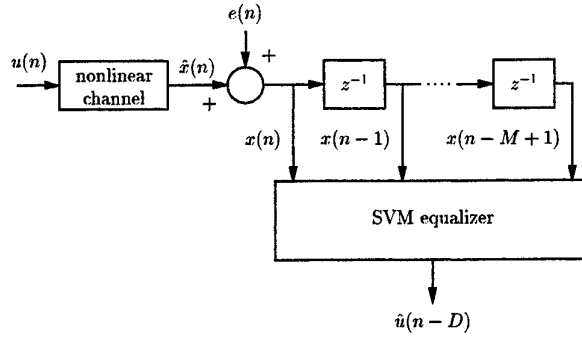 e(n)
+
u(n)
nonlinear
channel
x̂(n)
+
z⁻¹
....
z⁻¹
x(n)
x(n − 1)
x(n − M + 1)
SVM equalizer
û(n − D)